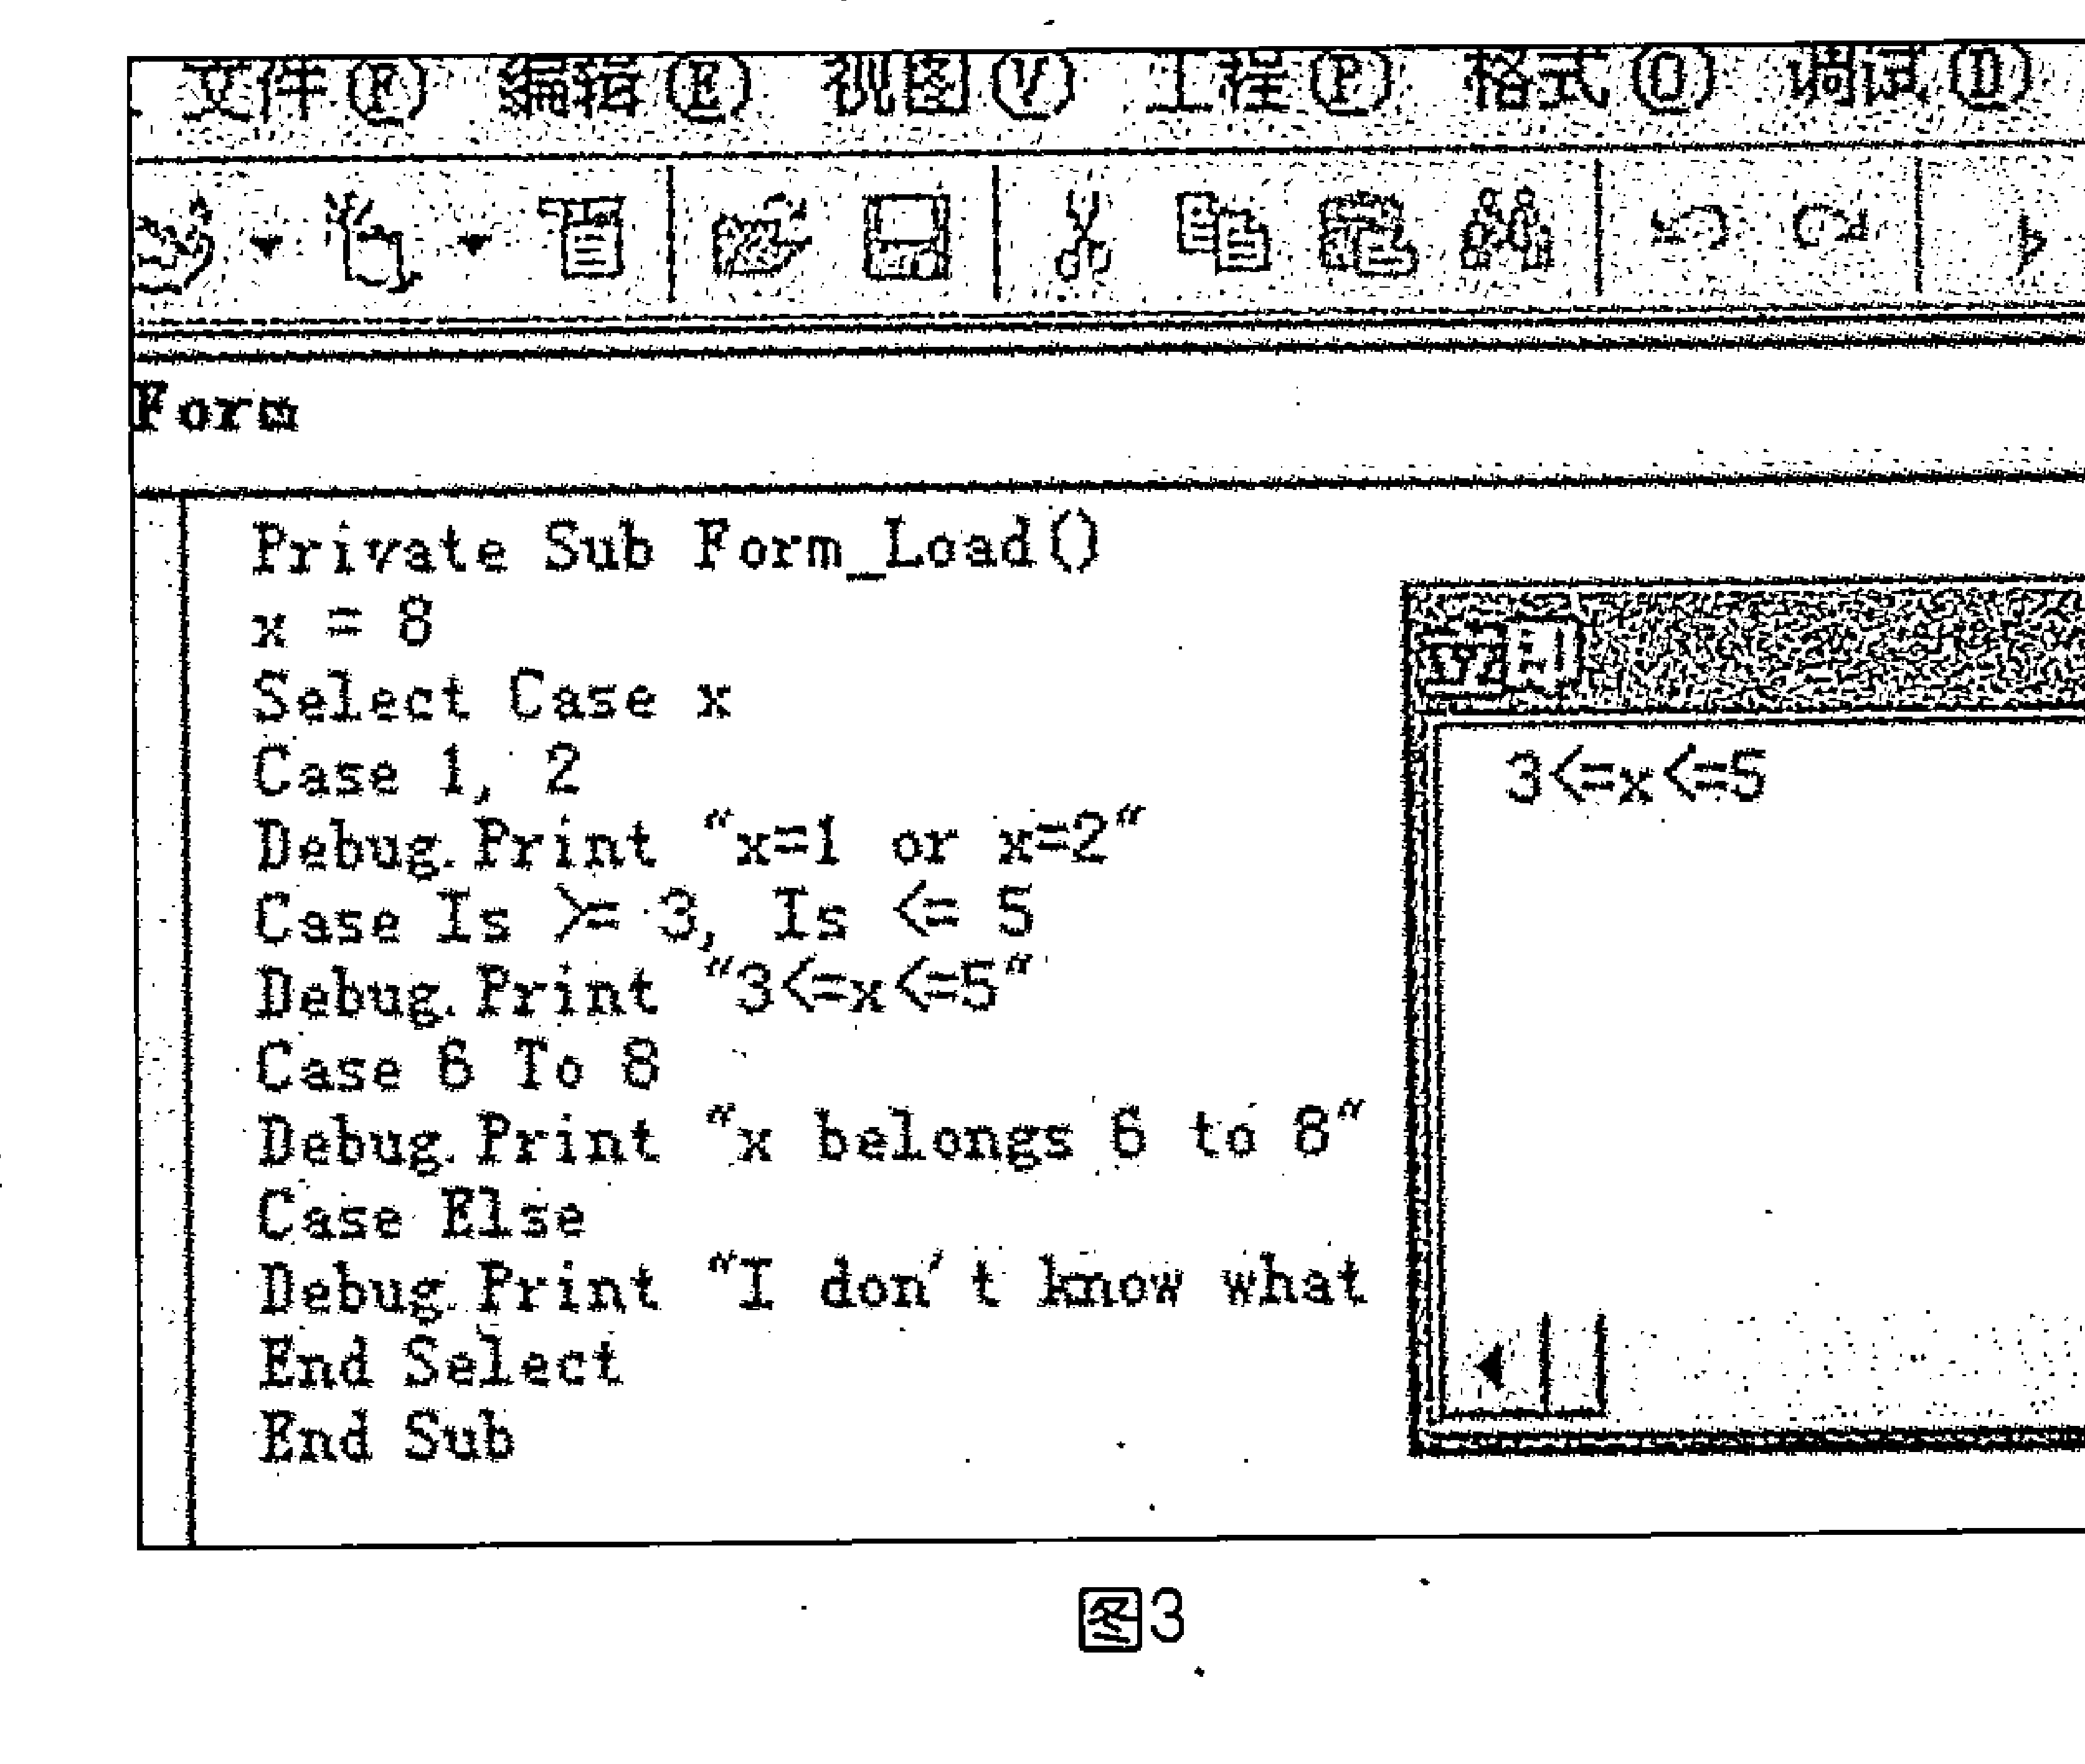 文件(F) 编辑(E) 视图(V) 工程(P) 格式(O) 调试(D)
Form
Private Sub Form_Load()
x = 8
Select Case x
Case 1, 2
Debug.Print "x=1 or x=2"
Case Is >= 3, Is <= 5
Debug.Print "3<=x<=5"
Case 6 To 8
Debug.Print "x belongs 6 to 8"
Case Else
Debug.Print "I don't know what
End Select
End Sub
立即
3<=x<=5
图3